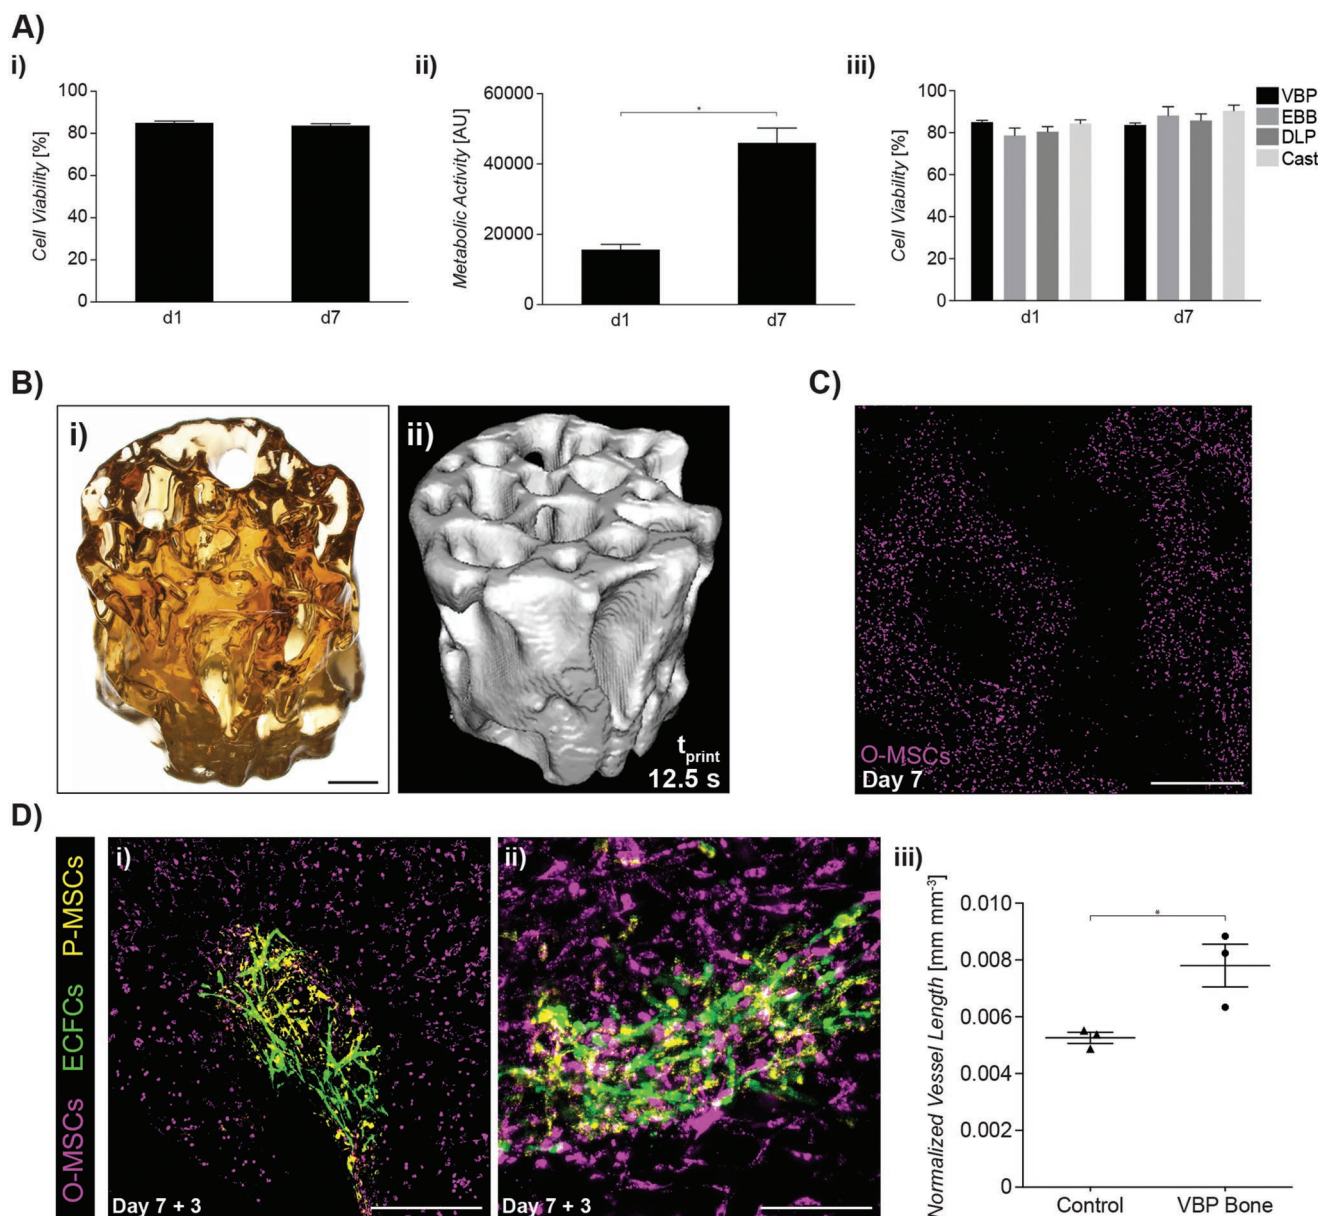 A)
i)
Cell Viability [%]
100
80
60
40
20
0
d1
d7
ii)
Metabolic Activity [AU]
60000
40000
20000
0
*
d1
d7
iii)
Cell Viability [%]
100
80
60
40
20
0
d1
d7
VBP
EBB
DLP
Cast
B)
i)
ii)
t_print
12.5 s
C)
O-MSCs
Day 7
D)
O-MSCs ECFCs P-MSCs
i)
Day 7 + 3
ii)
Day 7 + 3
iii)
Normalized Vessel Length [mm mm⁻³]
0.010
0.008
0.006
0.004
0.002
0
*
Control
VBP Bone